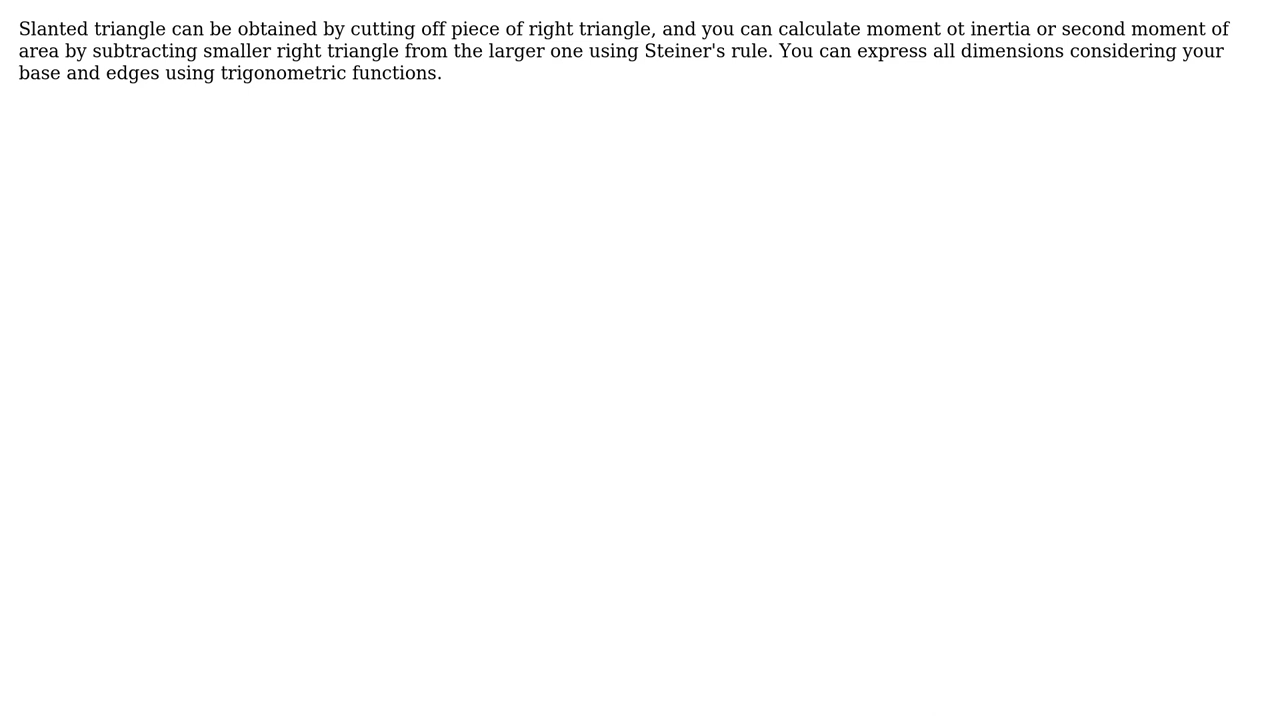 Slanted triangle can be obtained by cutting off piece of right triangle, and you can calculate moment ot inertia or second moment of
area by subtracting smaller right triangle from the larger one using Steiner's rule. You can express all dimensions considering your
base and edges using trigonometric functions.